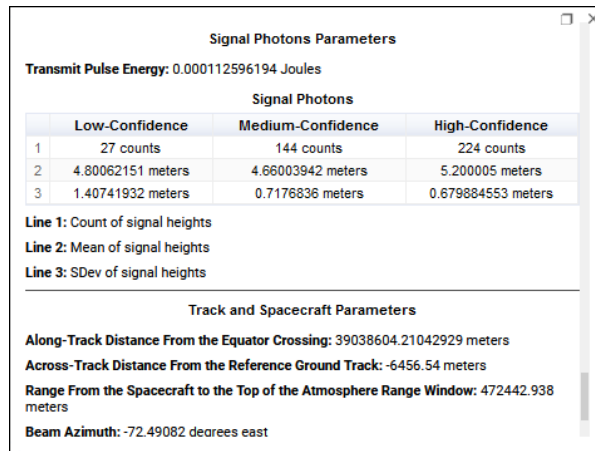 Signal Photons Parameters
Transmit Pulse Energy: 0.000112596194 Joules
Signal Photons
Low-Confidence Medium-Confidence High-Confidence
1 27 counts 144 counts 224 counts
2 4.80062151 meters 4.66003942 meters 5.200005 meters
3 1.40741932 meters 0.7176836 meters 0.679884553 meters
Line 1: Count of signal heights
Line 2: Mean of signal heights
Line 3: SDev of signal heights
Track and Spacecraft Parameters
Along-Track Distance From the Equator Crossing: 39038604.21042929 meters
Across-Track Distance From the Reference Ground Track: -6456.54 meters
Range From the Spacecraft to the Top of the Atmosphere Range Window: 472442.938
meters
Beam Azimuth: -72.49082 degrees east